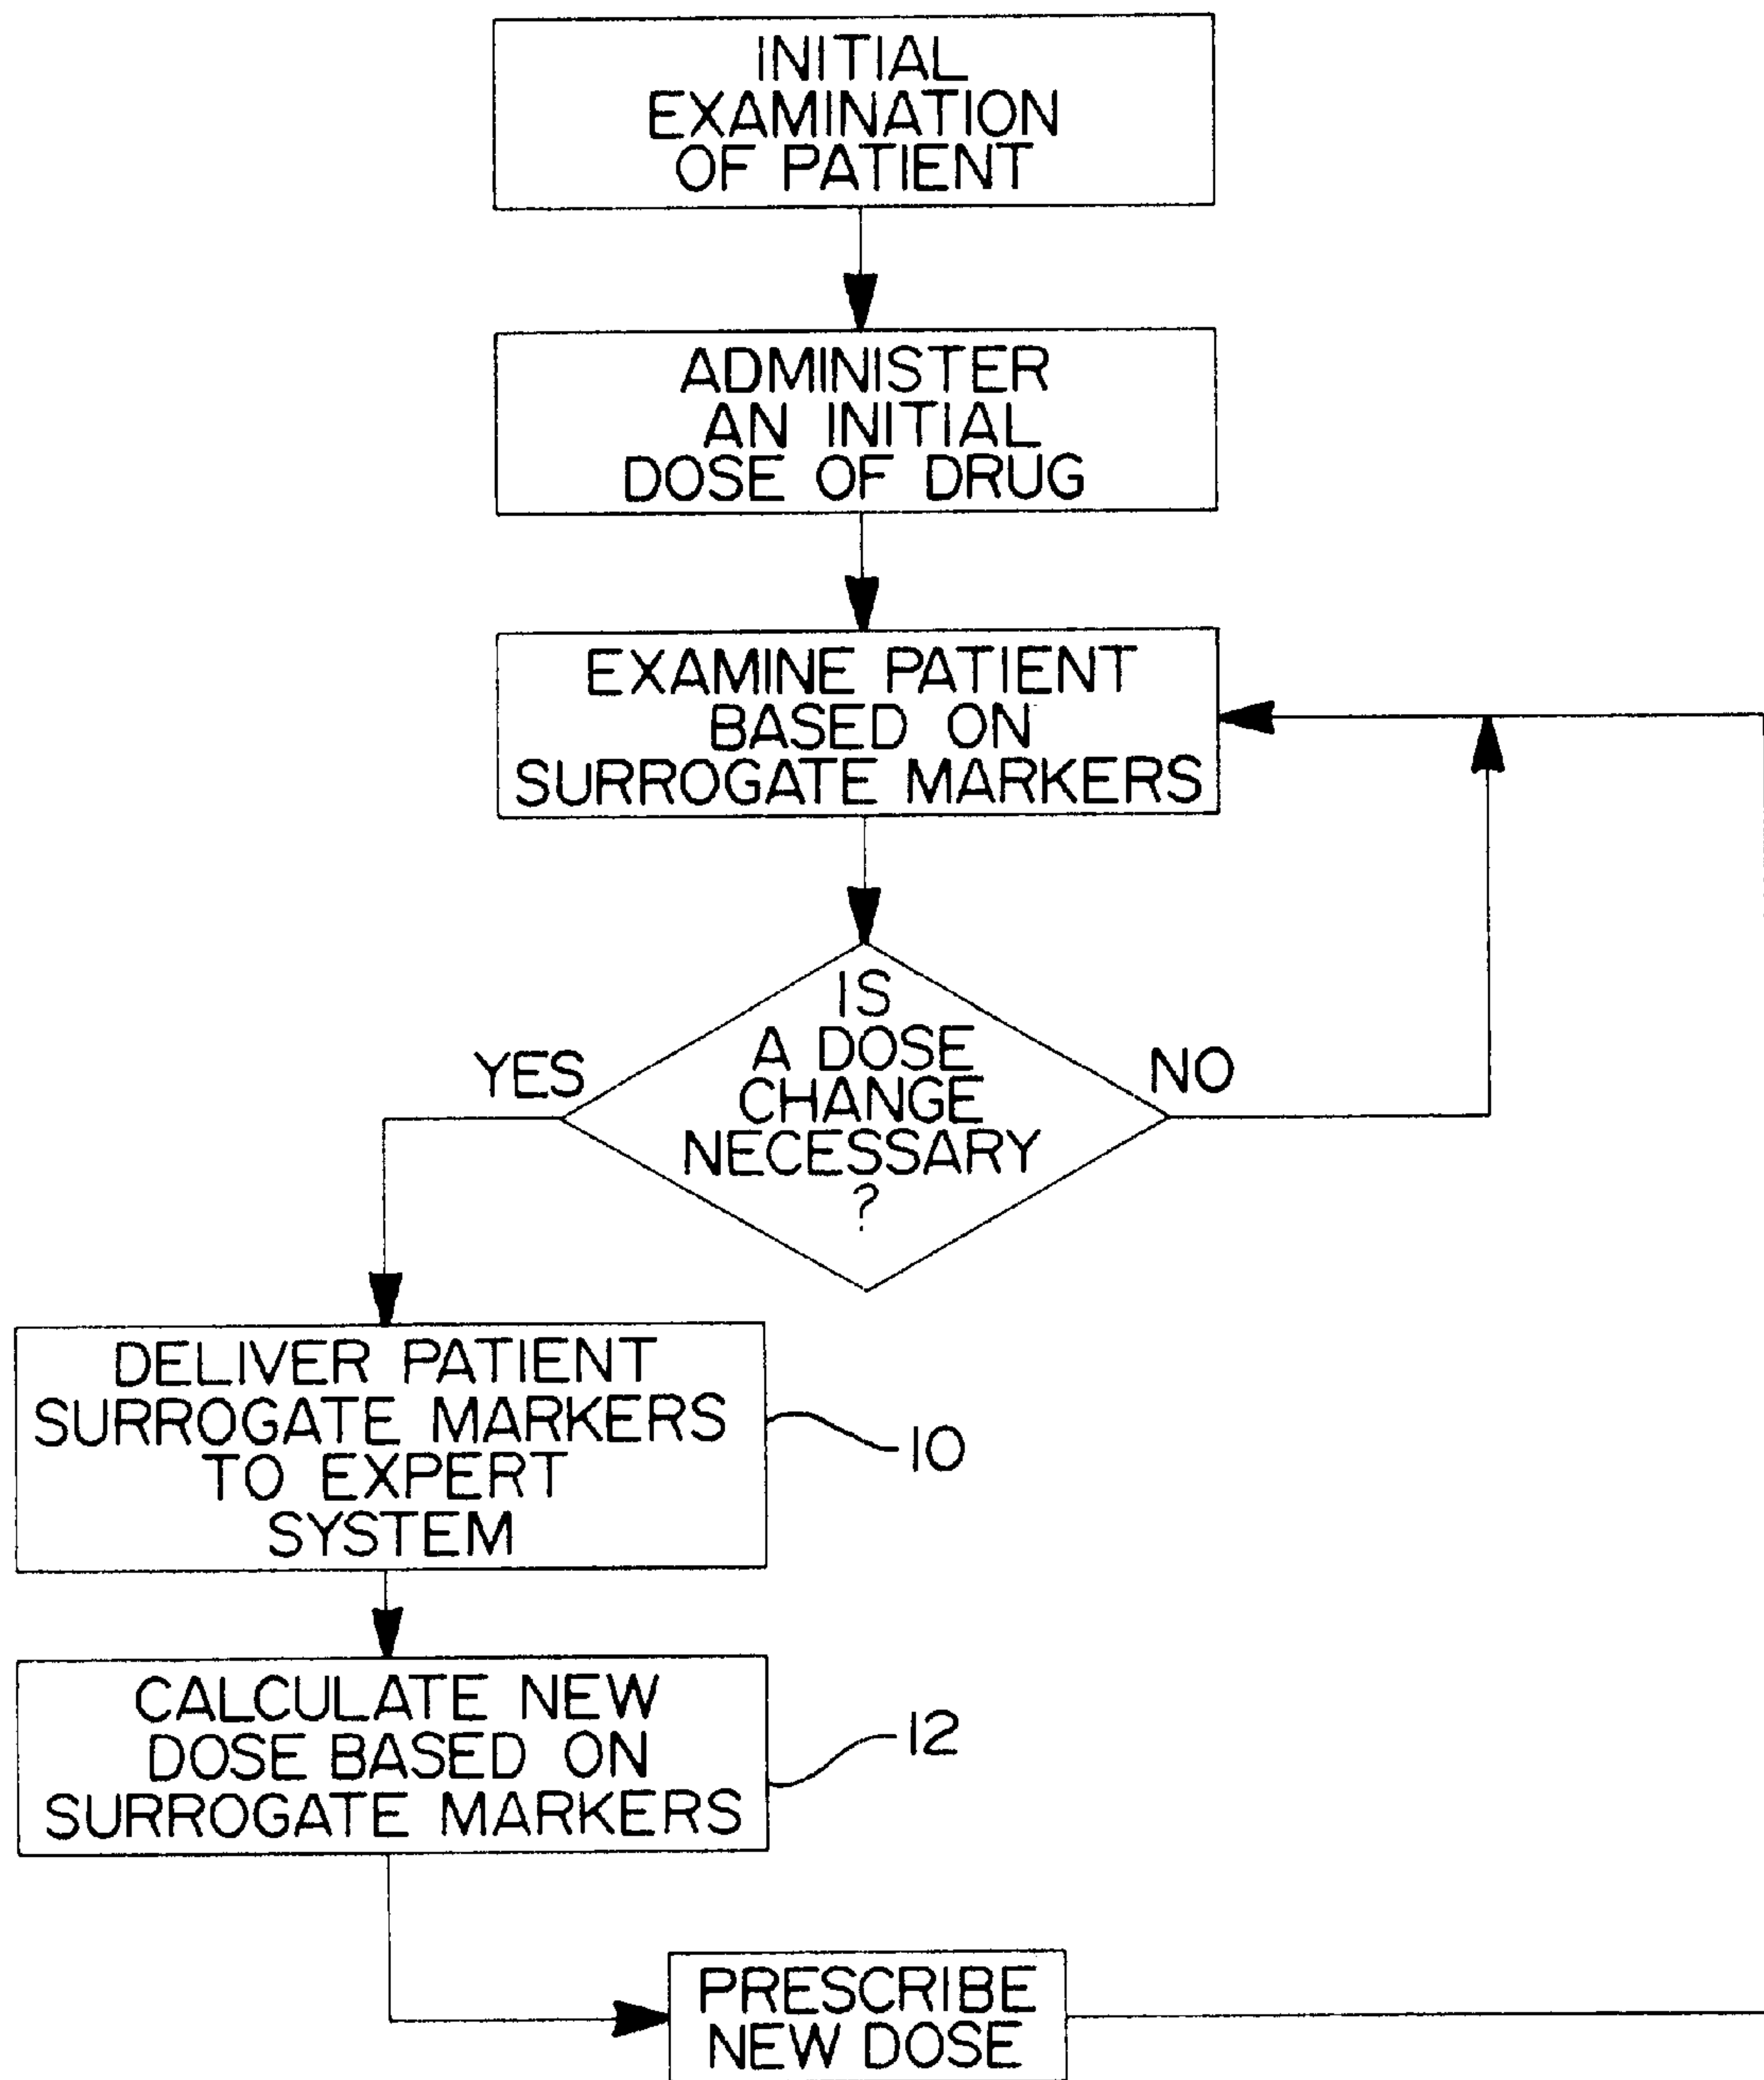 INITIAL
EXAMINATION
OF PATIENT
ADMINISTER
AN INITIAL
DOSE OF DRUG
EXAMINE PATIENT
BASED ON
SURROGATE MARKERS
IS
A DOSE
CHANGE
NECESSARY
?
YES
NO
DELIVER PATIENT
SURROGATE MARKERS
TO EXPERT
SYSTEM
10
CALCULATE NEW
DOSE BASED ON
SURROGATE MARKERS
12
PRESCRIBE
NEW DOSE